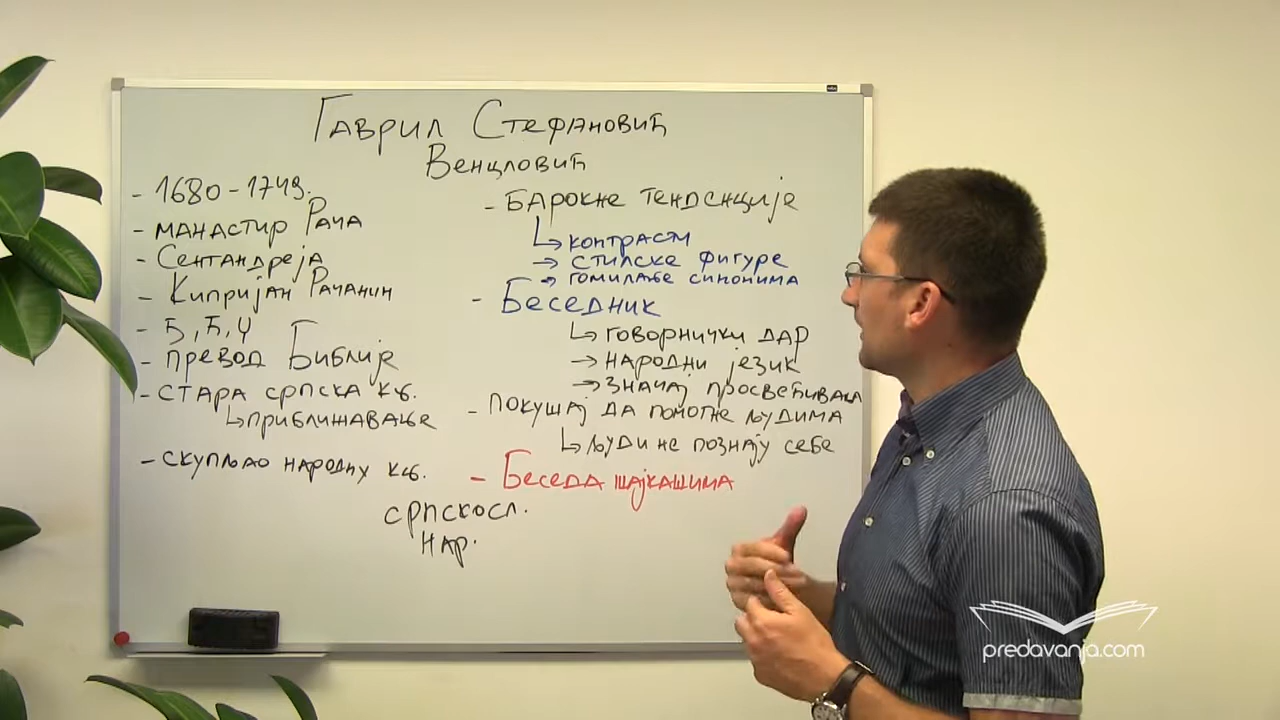 Гаврил Стефановић
Венцловић
- 1680 - 1749.
- манастир Рача
- Сентандреја
- Кипријан Рачанин
- Ђ, Ћ, Џ
- превод Библије
- стара српска књ.
↳ приближавање
- скупљао народну књ.
- барокне тенденције
↳ контрасти
→ стилске фигуре
→ гомилање синонима
- Беседник
↳ говорнички дар
→ народни језик
→ значај просвећивања
- покушај да помогне људима
↳ људи не познају себе
- Беседа шајкашима
српскосл.
нар.
predavanja.com